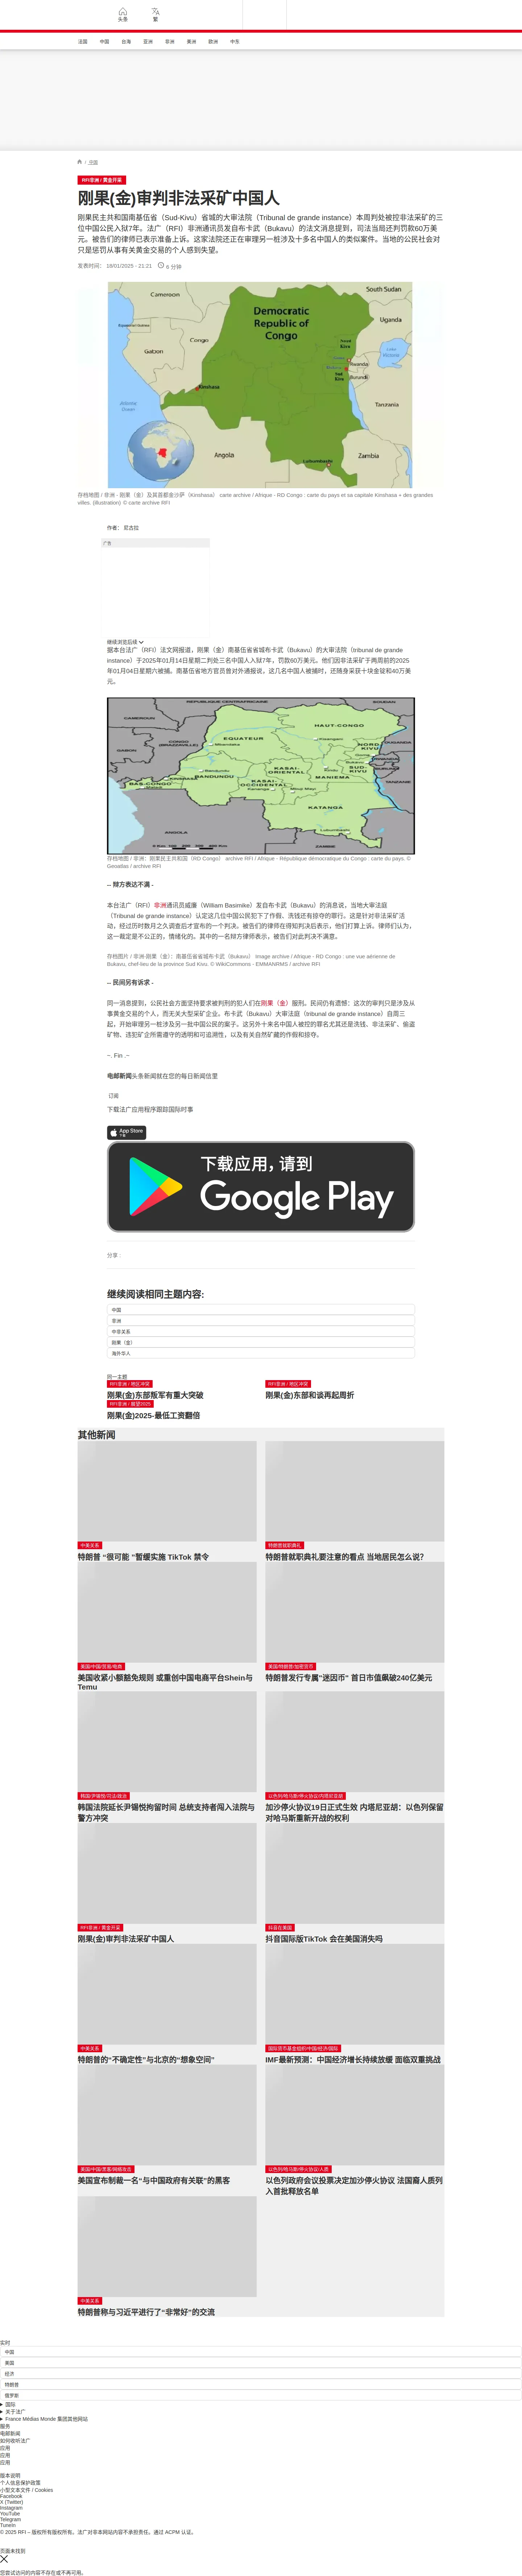 头条
繁
法国
中国
台海
亚洲
非洲
美洲
欧洲
中东
/ 中国
RFI非洲 / 黄金开采
刚果(金)审判非法采矿中国人
刚果民主共和国南基伍省（Sud-Kivu）省城的大审法院（Tribunal de grande instance）本周判处被控非法采矿的三
位中国公民入狱7年。法广（RFI）非洲通讯员发自布卡武（Bukavu）的法文消息提到，司法当局还判罚款60万美
元。被告们的律师已表示准备上诉。这家法院还正在审理另一桩涉及十多名中国人的类似案件。当地的公民社会对
只是惩罚从事有关黄金交易的个人感到失望。
发表时间： 18/01/2025 - 21:21
6 分钟
Cameroon
South Sudan
Democratic
Republic of
Congo
Equatorial Guinea
Uganda
Congo
Gabon
Nord
Kivu
Rwanda
Burundi
Sud
Kivu
Kinshasa
Tanzania
Angola
Lubumbashi
Zambia
存档地图 / 非洲 - 刚果（金）及其首都金沙萨（Kinshasa） carte archive / Afrique - RD Congo : carte du pays et sa capitale Kinshasa + des grandes
villes. (illustration) © carte archive RFI
作者： 尼古拉
广告
继续浏览后续
据本台法广（RFI）法文网报道，刚果（金）南基伍省省城布卡武（Bukavu）的大审法院（tribunal de grande
instance）于2025年01月14日星期二判处三名中国人入狱7年，罚款60万美元。他们因非法采矿于两周前的2025
年01月04日星期六被捕。南基伍省地方官员曾对外通报说，这几名中国人被捕时，还随身采获十块金锭和40万美
元。
REPUBLIQUE CENTRAFRICAINE
SOUDAN
CAMEROUN
HAUT-CONGO
EQUATEUR
Kisangani
NORD
KIVU
CONGO
(BRAZZAVILLE)
GABON
KASAI-
ORIENTAL
BANDUNDU
KASAI-
OCCIDENTAL
MANIEMA
SUD-
KIVU
BAS-CONGO
KINSHASA
KATANGA
ANGOLA
ZAMBIE
存档地图 / 非洲：刚果民主共和国（RD Congo） archive RFI / Afrique - République démocratique du Congo : carte du pays. ©
Geoatlas / archive RFI
-- 辩方表达不满 -
本台法广（RFI）非洲通讯员威廉（William Basimike）发自布卡武（Bukavu）的消息说，当地大审法庭
（Tribunal de grande instance）认定这几位中国公民犯下了作假、洗钱还有掠夺的罪行。这是针对非法采矿活
动，经过历时数月之久调查后才宣布的一个判决。被告们的律师在得知判决后表示，他们打算上诉。律师们认为，
这一裁定是不公正的，情绪化的。其中的一名辩方律师表示，被告们对此判决不满意。
存档图片 / 非洲-刚果（金）：南基伍省省城布卡武（Bukavu） Image archive / Afrique - RD Congo : une vue aérienne de
Bukavu, chef-lieu de la province Sud Kivu. © WikiCommons - EMMANRMS / archive RFI
-- 民间另有诉求 -
同一消息提到，公民社会方面坚持要求被判刑的犯人们在刚果（金）服刑。民间仍有遗憾：这次的审判只是涉及从
事黄金交易的个人，而无关大型采矿企业。布卡武（Bukavu）大审法庭（tribunal de grande instance）自周三
起，开始审理另一桩涉及另一批中国公民的案子。这另外十来名中国人被控的罪名尤其还是洗钱、非法采矿、偷盗
矿物、违犯矿企所需遵守的透明和可追溯性，以及有关自然矿藏的作假和掠夺。
−. Fin .−
电邮新闻头条新闻就在您的每日新闻信里
订阅
下载法广应用程序跟踪国际时事
App Store
下载
下载应用，请到
Google Play
分享 :
继续阅读相同主题内容:
中国
非洲
中非关系
刚果（金）
海外华人
同一主题
RFI非洲 / 地区冲突
刚果(金)东部叛军有重大突破
RFI非洲 / 地区冲突
刚果(金)东部和谈再起周折
RFI非洲 / 展望2025
刚果(金)2025-最低工资翻倍
其他新闻
中美关系
特朗普 “很可能 ”暂缓实施 TikTok 禁令
特朗普就职典礼
特朗普就职典礼要注意的看点 当地居民怎么说？
美国/中国/贸易/电商
美国收紧小额豁免规则 或重创中国电商平台Shein与
Temu
美国/特朗普/加密货币
特朗普发行专属"迷因币" 首日市值飙破240亿美元
韩国/尹锡悦/司法/政治
韩国法院延长尹锡悦拘留时间 总统支持者闯入法院与
警方冲突
以色列/哈马斯/停火协议/内塔尼亚胡
加沙停火协议19日正式生效 内塔尼亚胡：以色列保留
对哈马斯重新开战的权利
RFI非洲 / 黄金开采
刚果(金)审判非法采矿中国人
抖音在美国
抖音国际版TikTok 会在美国消失吗
中美关系
特朗普的“不确定性”与北京的“想象空间”
国际货币基金组织/中国/经济/国际
IMF最新预测：中国经济增长持续放缓 面临双重挑战
美国/中国/黑客/网络攻击
美国宣布制裁一名“与中国政府有关联”的黑客
以色列/哈马斯/停火协议/人质
以色列政府会议投票决定加沙停火协议 法国裔人质列
入首批释放名单
中美关系
特朗普称与习近平进行了“非常好”的交流
实时
中国
美国
经济
特朗普
俄罗斯
国际
关于法广
France Médias Monde 集团其他网站
服务
电邮新闻
如何收听法广
应用
应用
应用
版本说明
个人信息保护政策
小型文本文件 / Cookies
Facebook
X (Twitter)
Instagram
YouTube
Telegram
TuneIn
© 2025 RFI – 版权所有版权所有。法广对非本网站内容不承担责任。通过 ACPM 认证。
页面未找到
您尝试访问的内容不存在或不再可用。